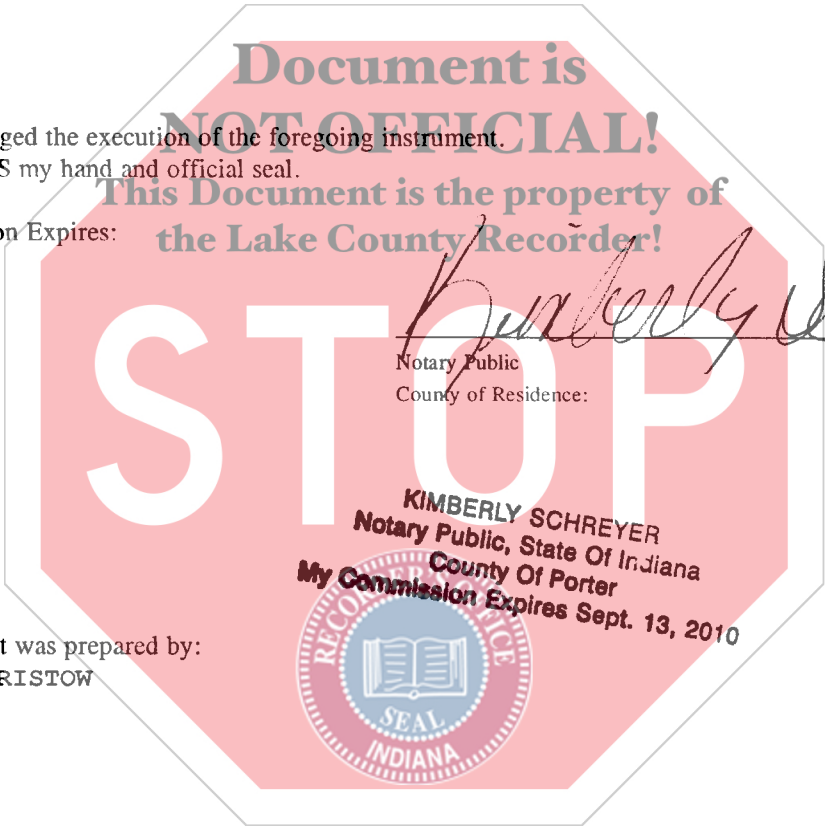 Document is
NOT OFFICIAL!
ged the execution of the foregoing instrument.
S my hand and official seal.
This Document is the property of
on Expires:
the Lake County Recorder!
Kimberly
Notary Public
County of Residence:
STOP
KIMBERLY SCHREYER
Notary Public, State Of Indiana
County Of Porter
My Commission Expires Sept. 13, 2010
RECORDER'S OFFICE
SEAL
INDIANA
t was prepared by:
RISTOW